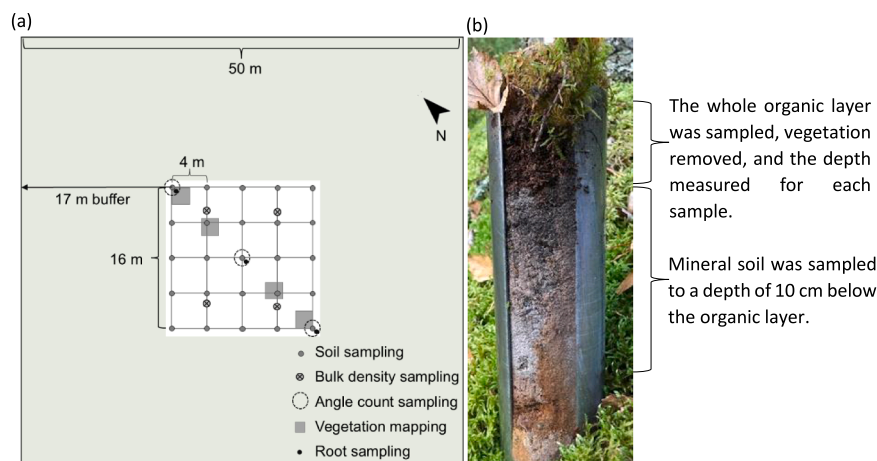 (a)
50 m
N
4 m
17 m buffer
16 m
Soil sampling
Bulk density sampling
Angle count sampling
Vegetation mapping
Root sampling
(b)
The whole organic layer
was sampled, vegetation
removed, and the depth
measured for each
sample.
Mineral soil was sampled
to a depth of 10 cm below
the organic layer.